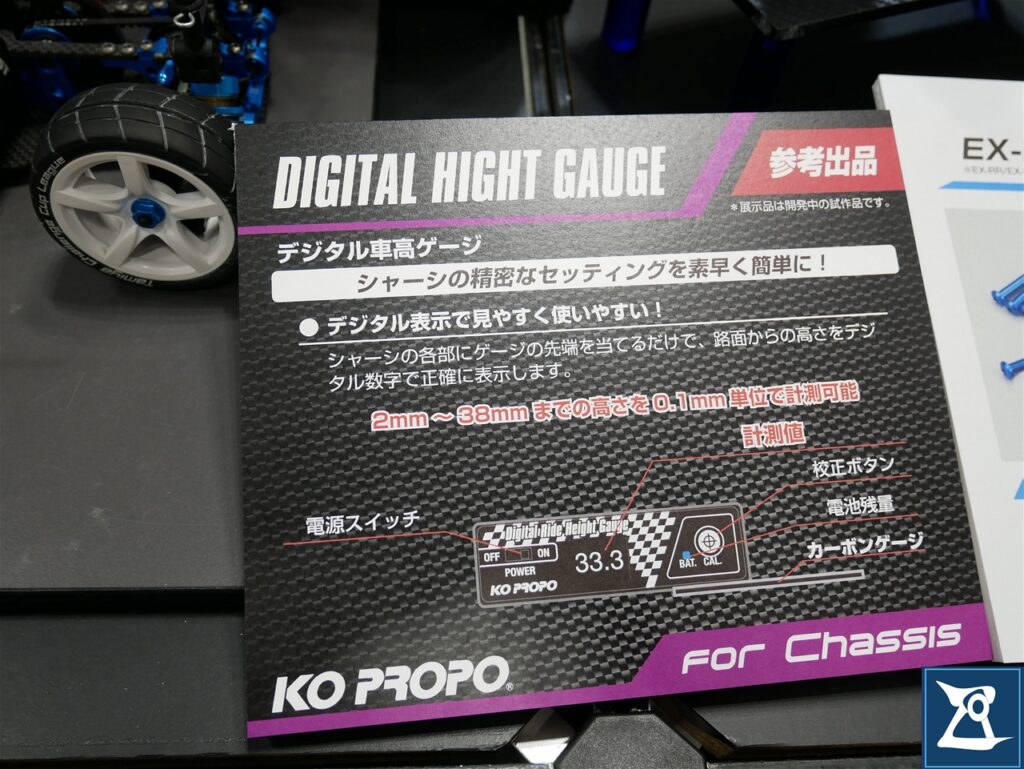 DIGITAL HIGHT GAUGE
参考出品
*展示品は開発中の試作品です。
デジタル車高ゲージ
シャーシの精密なセッティングを素早く簡単に！
●デジタル表示で見やすく使いやすい！
シャーシの各部にゲージの先端を当てるだけで、路面からの高さをデジ
タル数字で正確に表示します。
2mm～38mmまでの高さを0.1mm単位で計測可能
計測値
校正ボタン
電源スイッチ
電池残量
カーボンゲージ
Digital Ride Height Gauge
OFF ON
POWER
33.3
BAT. CAL.
KO PROPO
For Chassis
KO PROPO®
Tamiya Challenge Cup League
EX-
※EX-RR/EX-